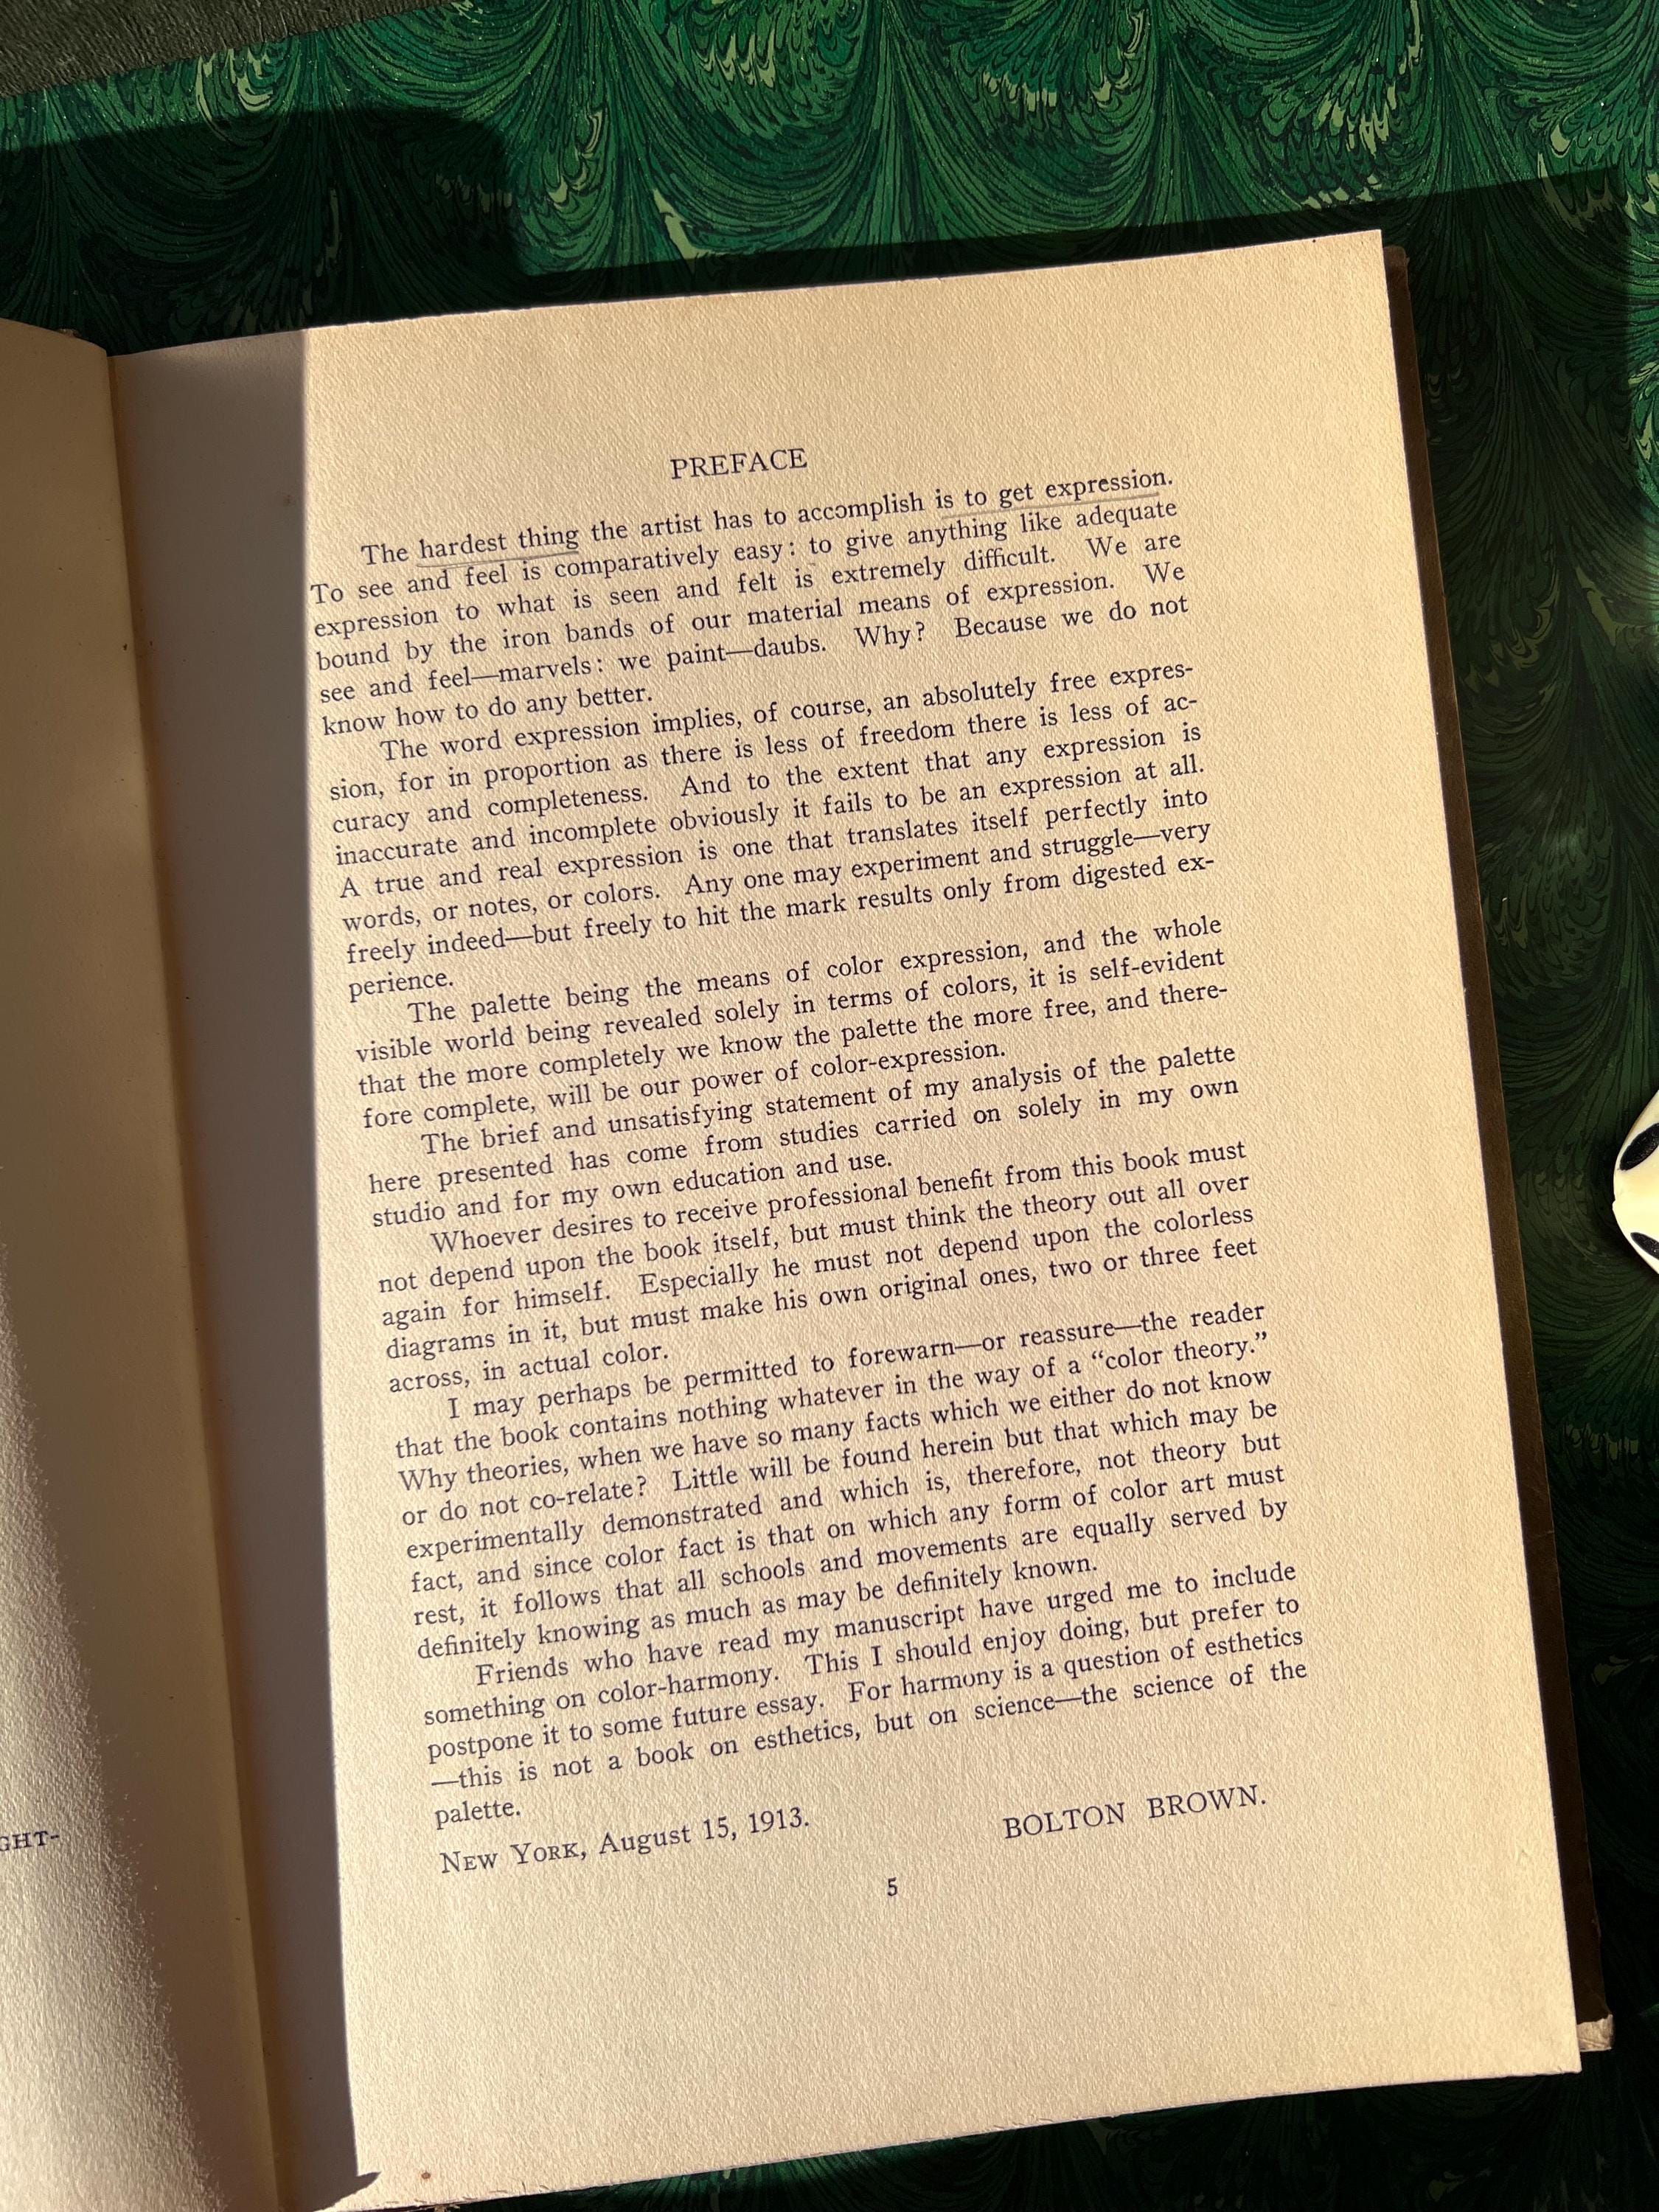 PREFACE
The hardest thing the artist has to accomplish is to get expression.
To see and feel is comparatively easy: to give anything like adequate
expression to what is seen and felt is extremely difficult. We are
bound by the iron bands of our material means of expression. We
see and feel—marvels: we paint—daubs. Why? Because we do not
know how to do any better.
The word expression implies, of course, an absolutely free expres-
sion, for in proportion as there is less of freedom there is less of ac-
curacy and completeness. And to the extent that any expression is
inaccurate and incomplete obviously it fails to be an expression at all.
A true and real expression is one that translates itself perfectly into
words, or notes, or colors. Any one may experiment and struggle—very
freely indeed—but freely to hit the mark results only from digested ex-
perience.
The palette being the means of color expression, and the whole
visible world being revealed solely in terms of colors, it is self-evident
that the more completely we know the palette the more free, and there-
fore complete, will be our power of color-expression.
The brief and unsatisfying statement of my analysis of the palette
here presented has come from studies carried on solely in my own
studio and for my own education and use.
Whoever desires to receive professional benefit from this book must
not depend upon the book itself, but must think the theory out all over
again for himself. Especially he must not depend upon the colorless
diagrams in it, but must make his own original ones, two or three feet
across, in actual color.
I may perhaps be permitted to forewarn—or reassure—the reader
that the book contains nothing whatever in the way of a “color theory.”
Why theories, when we have so many facts which we either do not know
or do not co-relate? Little will be found herein but that which may be
experimentally demonstrated and which is, therefore, not theory but
fact, and since color fact is that on which any form of color art must
rest, it follows that all schools and movements are equally served by
definitely knowing as much as may be definitely known.
Friends who have read my manuscript have urged me to include
something on color-harmony. This I should enjoy doing, but prefer to
postpone it to some future essay. For harmony is a question of esthetics
—this is not a book on esthetics, but on science—the science of the
palette.
BOLTON BROWN.
NEW YORK, August 15, 1913.
5
GHT-